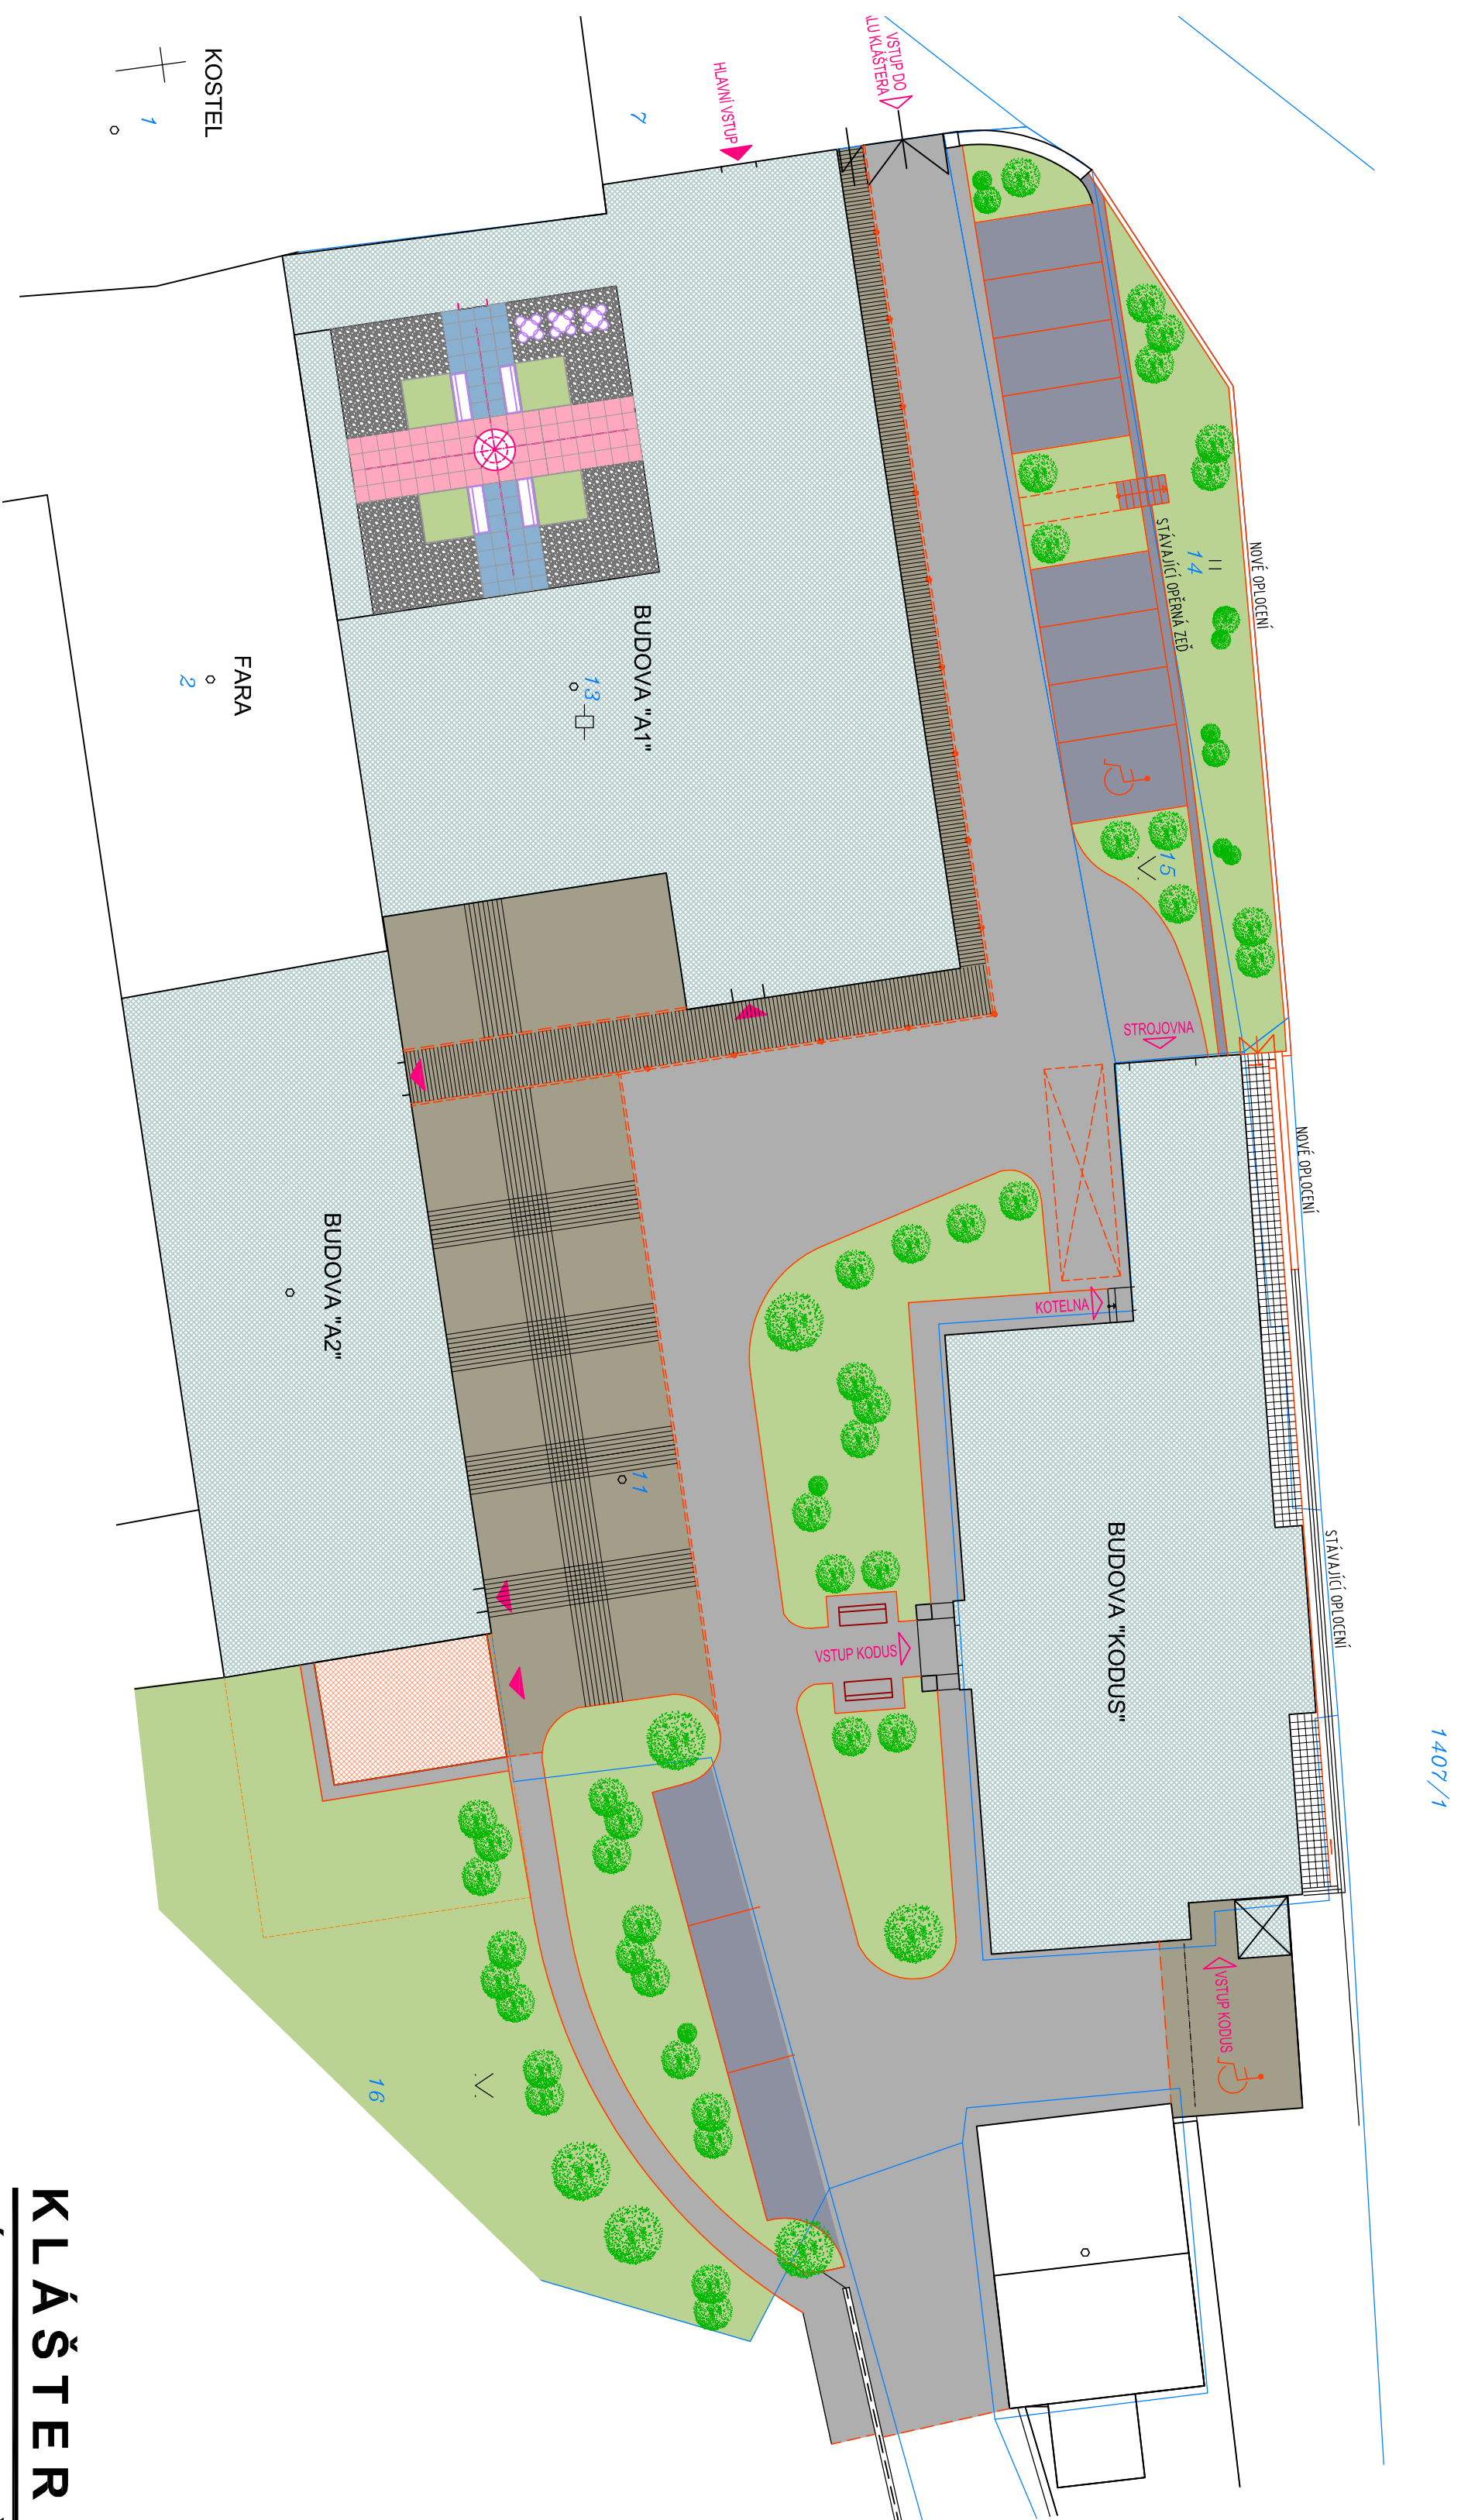 KOSTEL
1
7
HLAVNÍ VSTUP
VSTUP DO
KLÁŠTERA
NOVÉ OPLOCENÍ
14
STÁVAJÍCÍ OPĚRNÁ ZEĎ
BUDOVA "A1"
13
FARA
2
15
STROJOVNA
NOVÉ OPLOCENÍ
KOTELNA
BUDOVA "A2"
11
BUDOVA "KODUS"
STÁVAJÍCÍ OPLOCENÍ
VSTUP KODUS
1407/1
VSTUP KODUS
16
KLÁŠTER